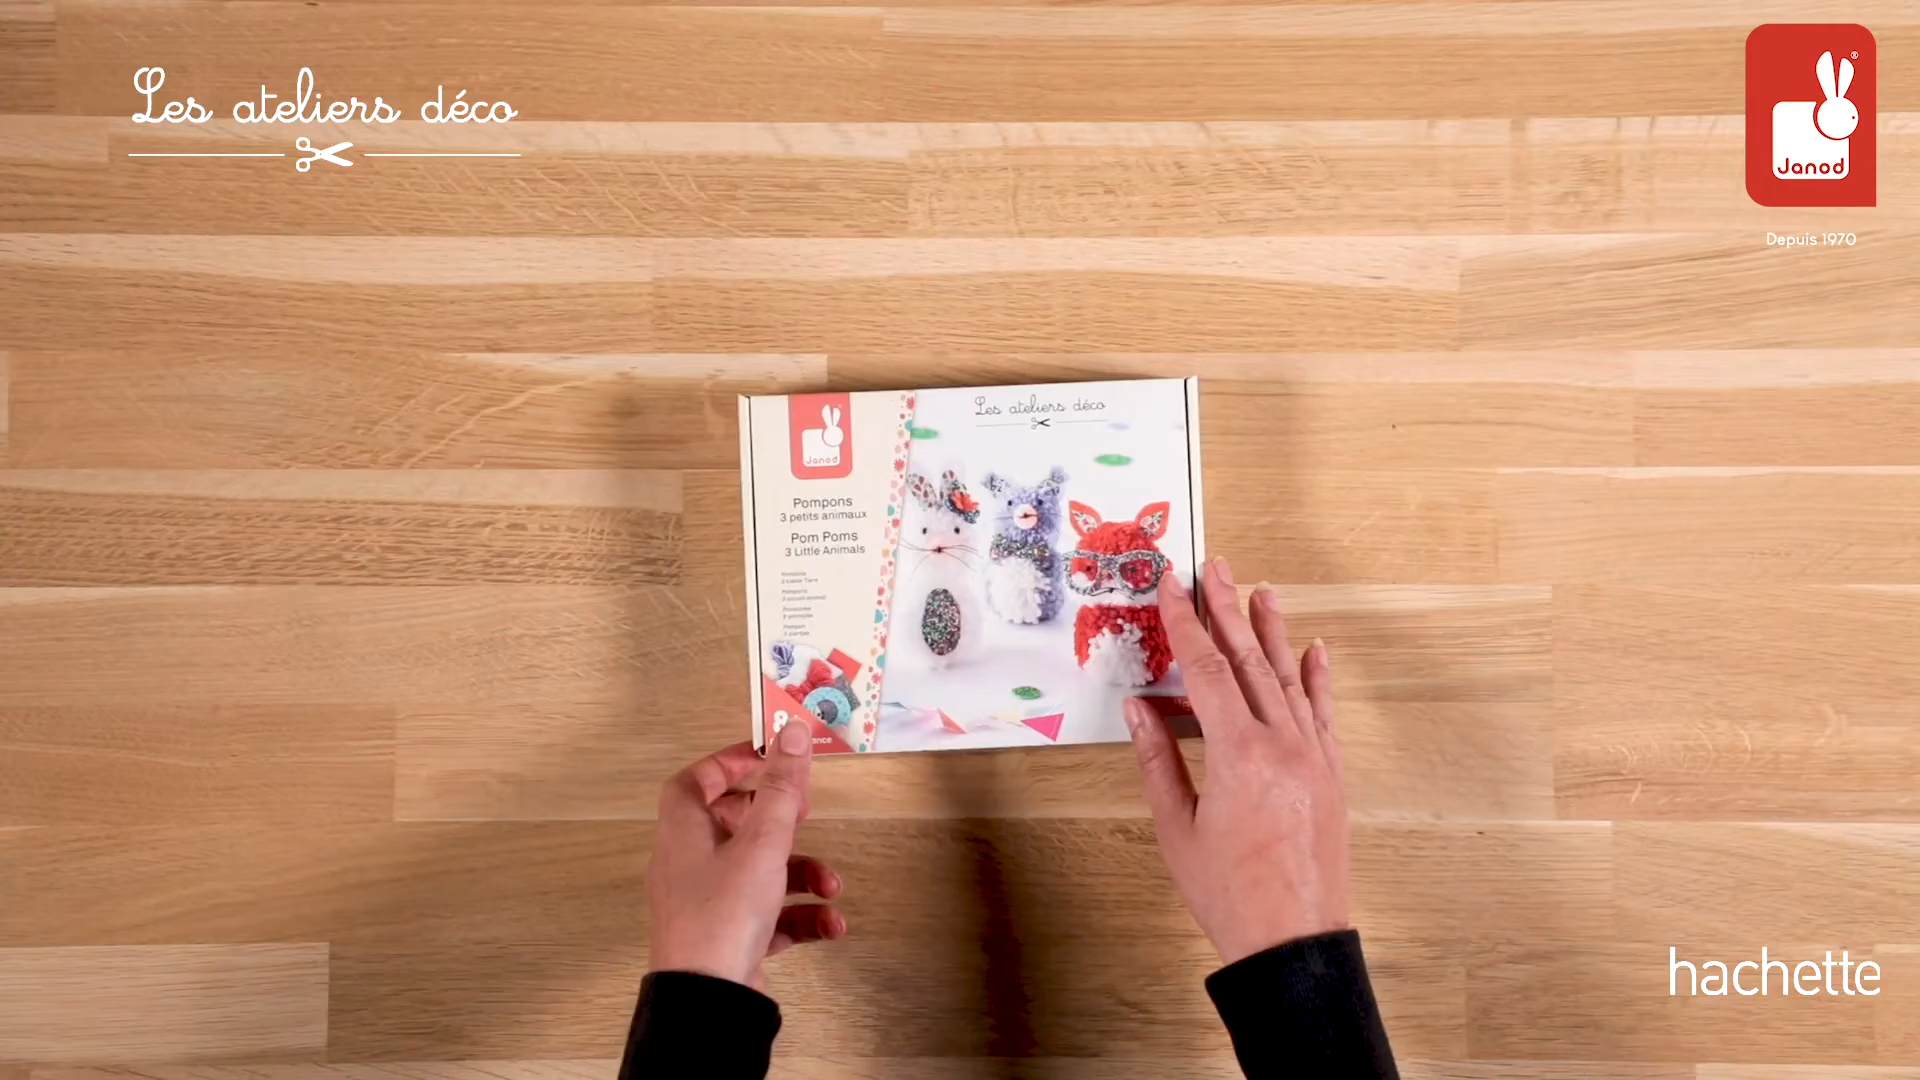 Les ateliers déco
®
Janod
Depuis 1970
Les ateliers déco
Janod
Pompons
3 petits animaux
Pom Poms
3 Little Animals
hachette